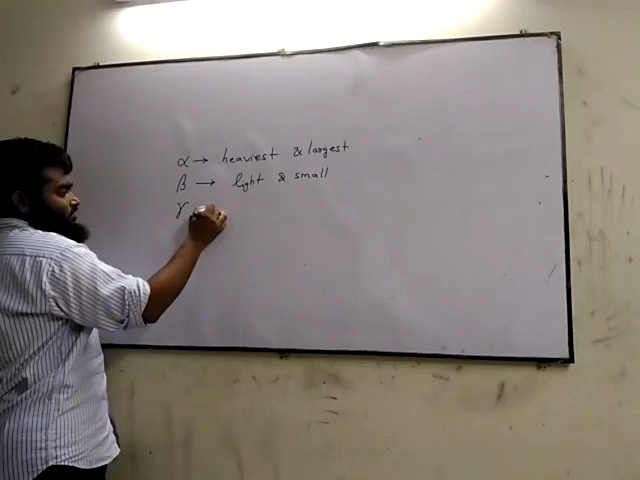 α → heaviest & largest
β → light & small
γ